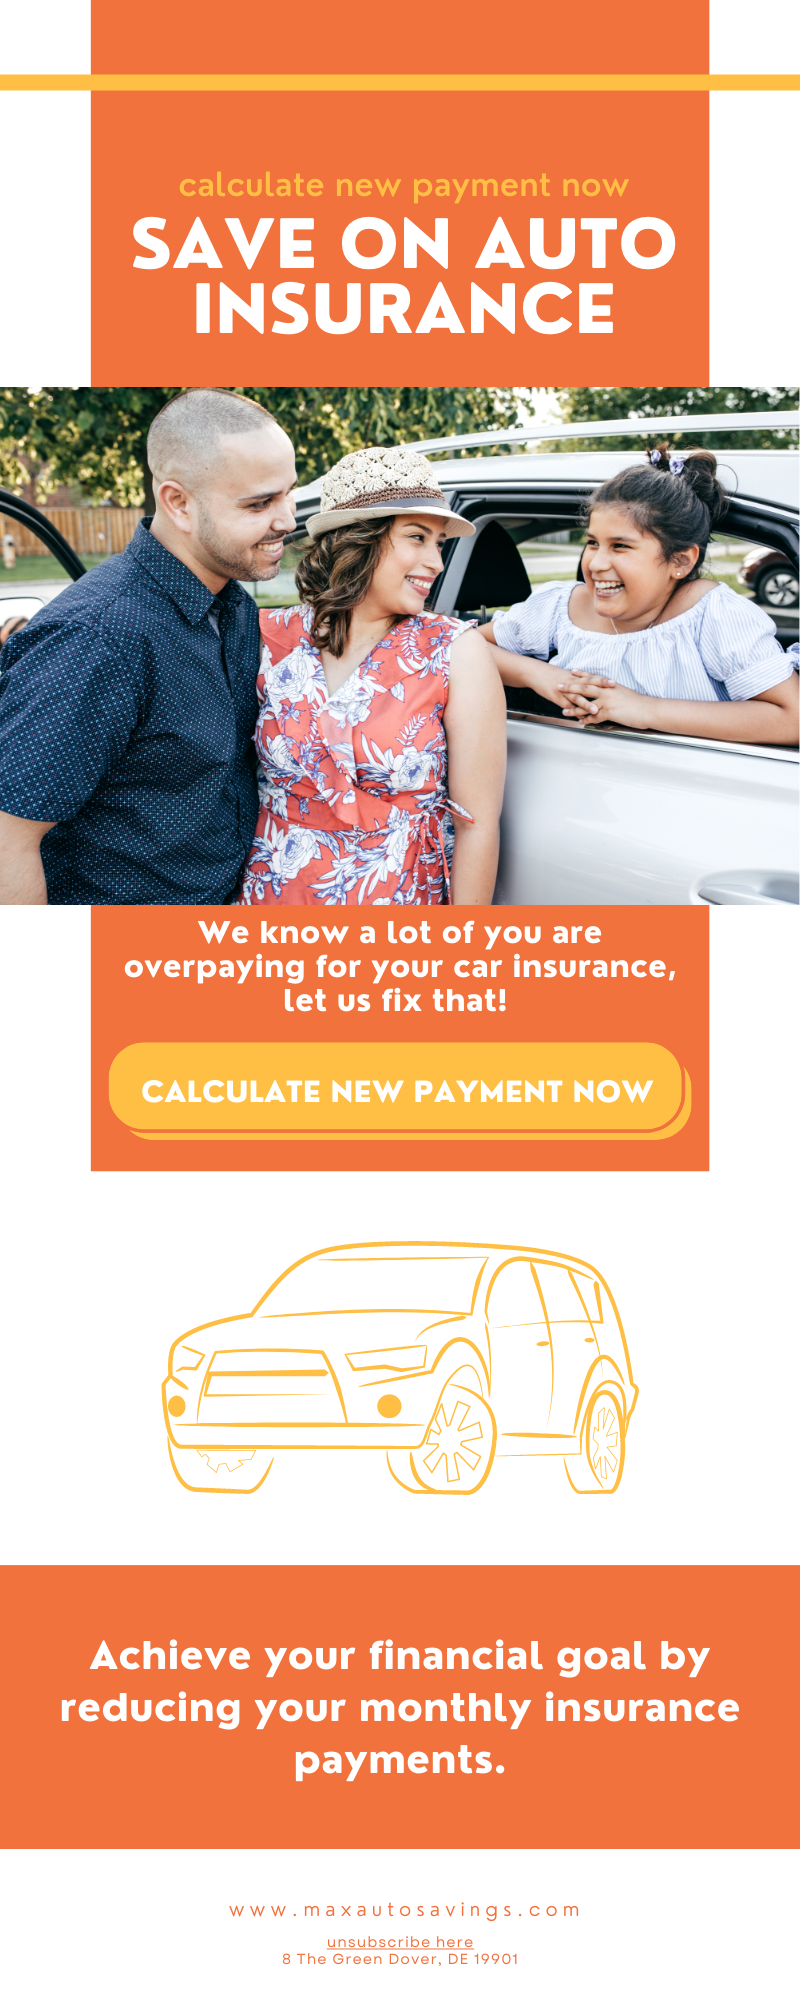 calculate new payment now
SAVE ON AUTO
INSURANCE
We know a lot of you are
overpaying for your car insurance,
let us fix that!
CALCULATE NEW PAYMENT NOW
Achieve your financial goal by
reducing your monthly insurance
payments.
www.maxautosavings.com
unsubscribe here
8 The Green Dover, DE 19901